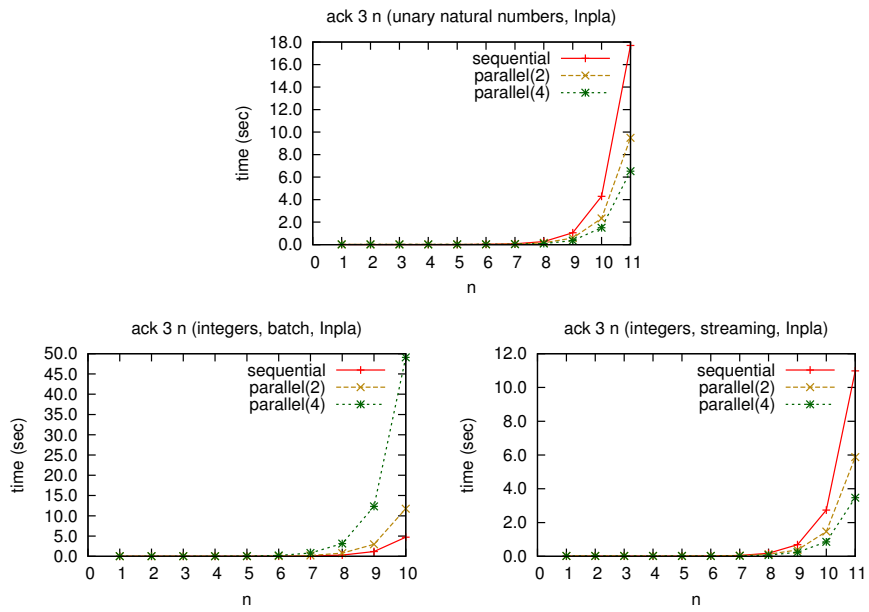 ack 3 n (unary natural numbers, Inpla)
18.0
16.0
14.0
12.0
10.0
8.0
6.0
4.0
2.0
0.0
time (sec)
sequential
parallel(2)
parallel(4)
0 1 2 3 4 5 6 7 8 9 10 11
n
ack 3 n (integers, batch, Inpla)
50.0
45.0
40.0
35.0
30.0
25.0
20.0
15.0
10.0
5.0
0.0
time (sec)
sequential
parallel(2)
parallel(4)
0 1 2 3 4 5 6 7 8 9 10
n
ack 3 n (integers, streaming, Inpla)
12.0
10.0
8.0
6.0
4.0
2.0
0.0
time (sec)
sequential
parallel(2)
parallel(4)
0 1 2 3 4 5 6 7 8 9 10 11
n